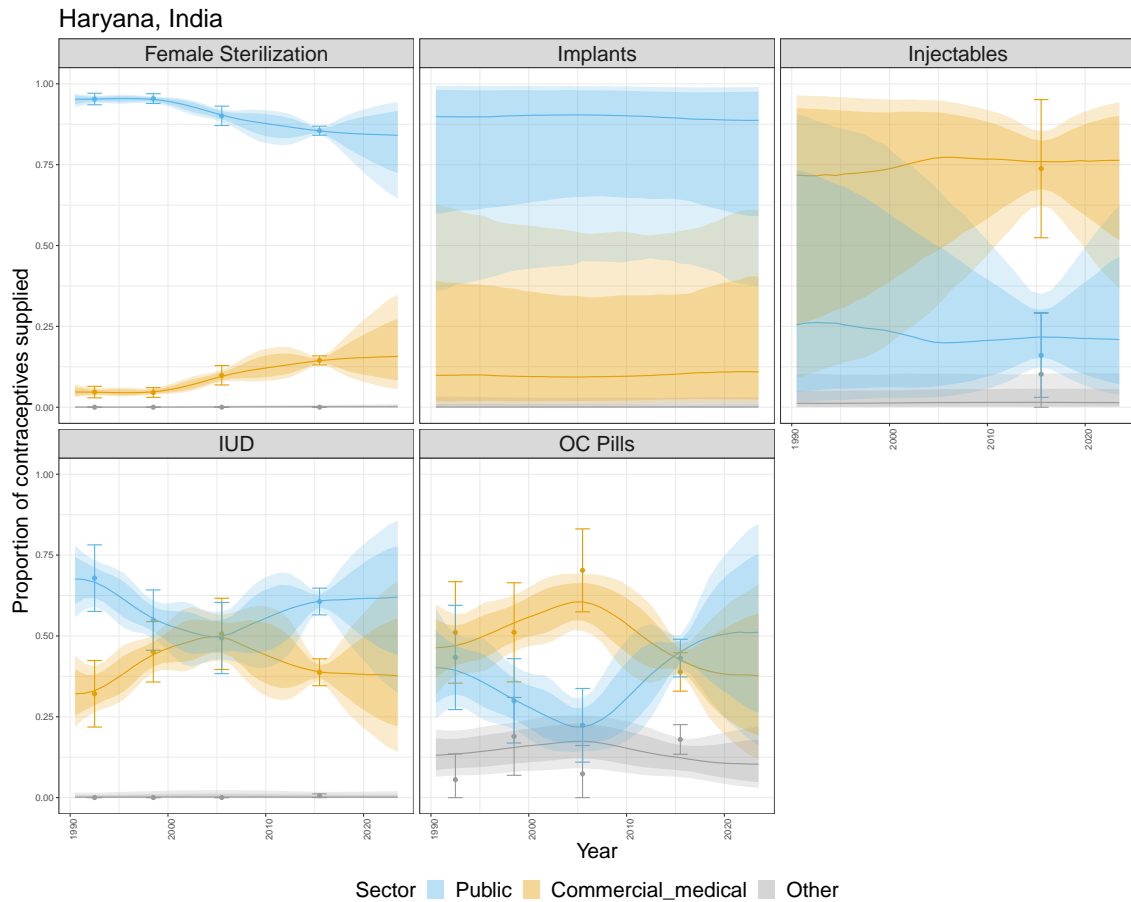 Haryana, India
Female Sterilization
Implants
Injectables
1.00
0.75
0.50
0.25
0.00
1990
2000
2010
2020
IUD
OC Pills
1.00
0.75
0.50
0.25
0.00
1990
2000
2010
2020
1990
2000
2010
2020
Proportion of contraceptives supplied
Year
Sector Public Commercial_medical Other